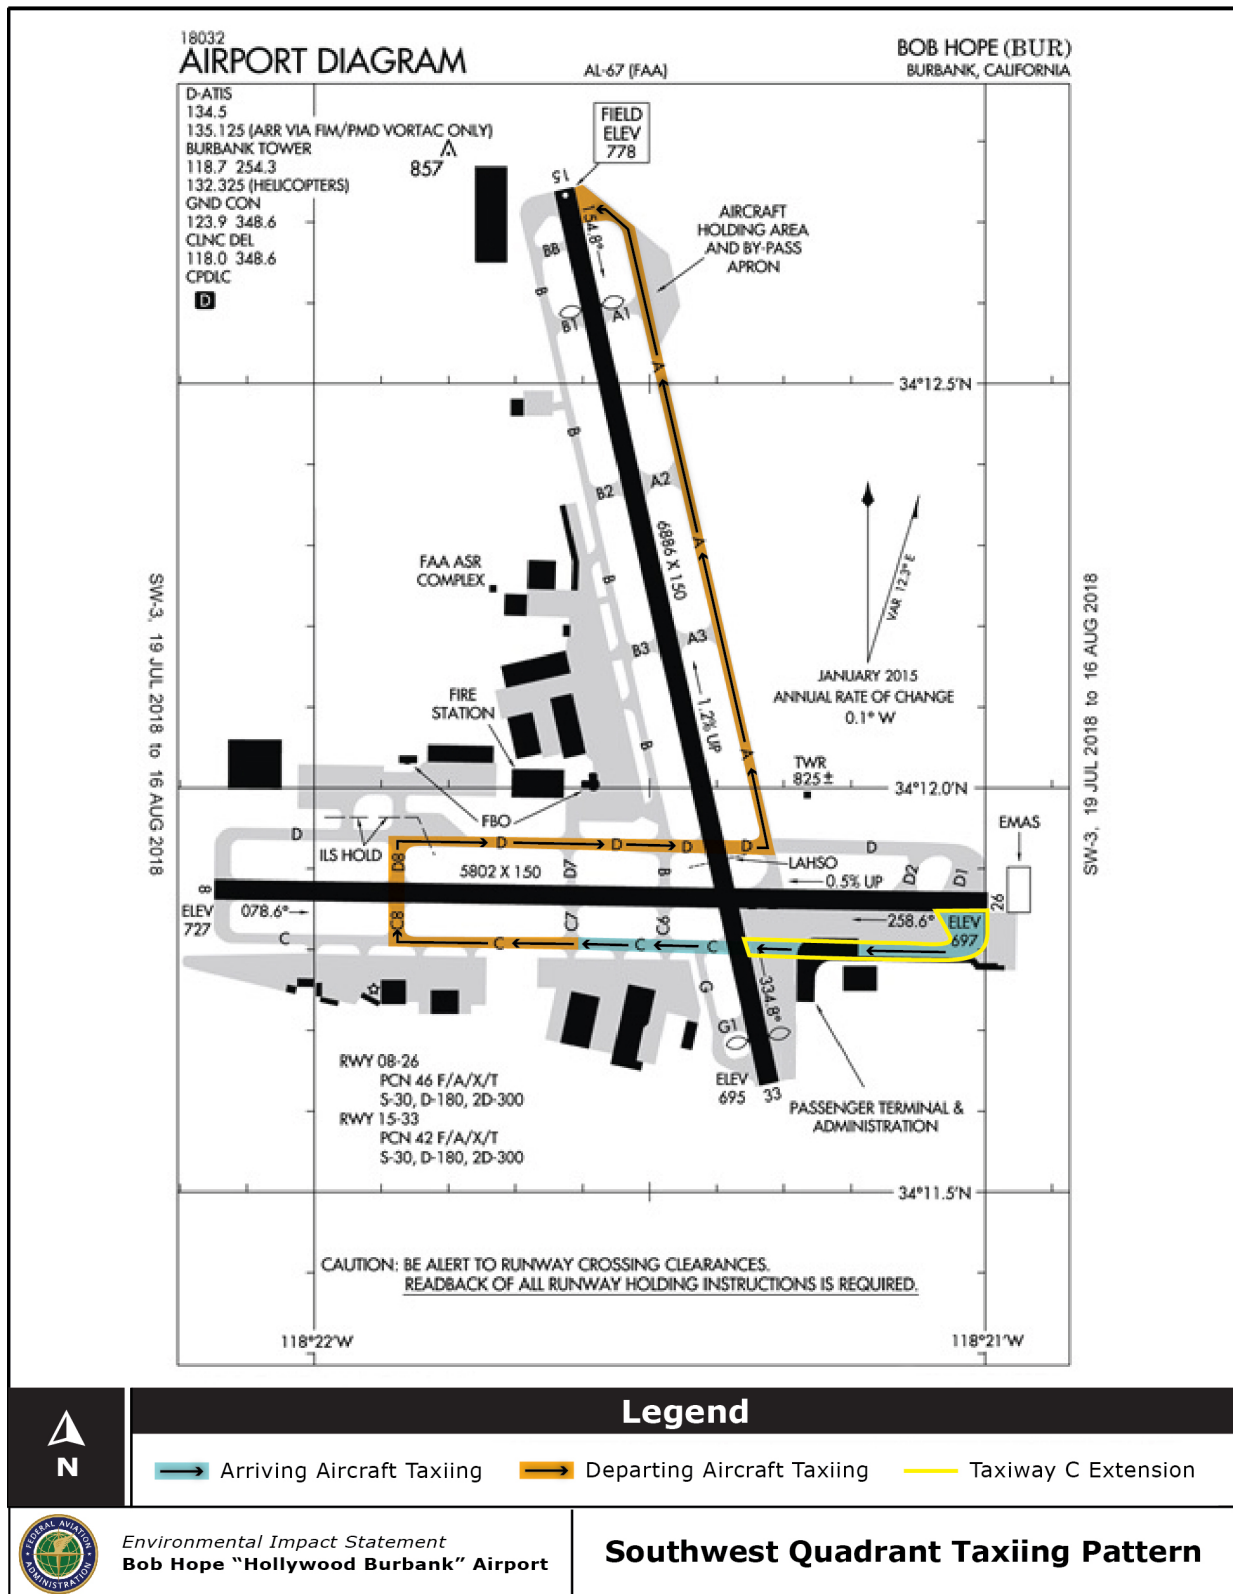 18032
AIRPORT DIAGRAM
AL-67 (FAA)
BOB HOPE (BUR)
BURBANK, CALIFORNIA
D-ATIS
134.5
135.125 (ARR VIA FIM/PMD VORTAC ONLY)
BURBANK TOWER
118.7 254.3
132.325 (HELICOPTERS)
GND CON
123.9 348.6
CLNC DEL
118.0 348.6
CPDLC
D
857
FIELD
ELEV
778
15
154.8°
AIRCRAFT
HOLDING AREA
AND BY-PASS
APRON
BB
B
B1
A1
A
34°12.5'N
B
B2
A2
6886 X 150
A
VAR 12.3° E
FAA ASR
COMPLEX
B
B3
A3
JANUARY 2015
ANNUAL RATE OF CHANGE
0.1° W
FIRE
STATION
1.2% UP
B
A
TWR
825±
34°12.0'N
SW-3, 19 JUL 2018 to 16 AUG 2018
SW-3, 19 JUL 2018 to 16 AUG 2018
FBO
EMAS
D
ILS HOLD
D
D
D
D
D
D8
5802 X 150
D7
B
LAHSO
0.5% UP
D2
D1
8
26
ELEV
727
078.6°
C8
C7
C6
258.6°
ELEV
697
C
C
C
C
G
334.8°
G1
ELEV
695
33
RWY 08-26
PCN 46 F/A/X/T
S-30, D-180, 2D-300
RWY 15-33
PCN 42 F/A/X/T
S-30, D-180, 2D-300
PASSENGER TERMINAL &
ADMINISTRATION
34°11.5'N
CAUTION: BE ALERT TO RUNWAY CROSSING CLEARANCES.
READBACK OF ALL RUNWAY HOLDING INSTRUCTIONS IS REQUIRED.
118°22'W
118°21'W
N
Legend
Arriving Aircraft Taxiing
Departing Aircraft Taxiing
Taxiway C Extension
FEDERAL AVIATION
ADMINISTRATION
Environmental Impact Statement
Bob Hope “Hollywood Burbank” Airport
Southwest Quadrant Taxiing Pattern